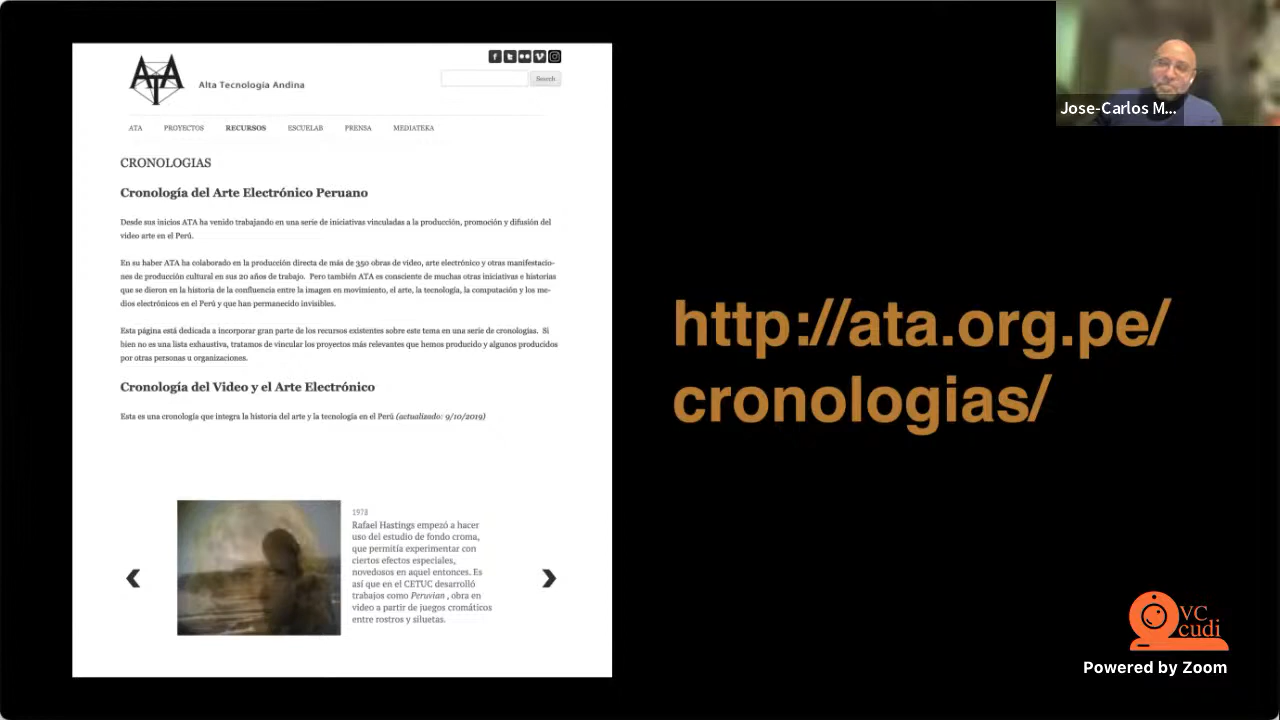 ATA
Alta Tecnología Andina
Search
ATA PROYECTOS RECURSOS ESCUELAB PRENSA MEDIATEKA
CRONOLOGIAS
Cronología del Arte Electrónico Peruano
Desde sus inicios ATA ha venido trabajando en una serie de iniciativas vinculadas a la producción, promoción y difusión del
video arte en el Perú.
En su haber ATA ha colaborado en la producción directa de más de 350 obras de video, arte electrónico y otras manifestacio-
nes de producción cultural en sus 20 años de trabajo. Pero también ATA es consciente de muchas otras iniciativas e historias
que se dieron en la historia de la confluencia entre la imagen en movimiento, el arte, la tecnología, la computación y los me-
dios electrónicos en el Perú y que han permanecido invisibles.
Esta página está dedicada a incorporar gran parte de los recursos existentes sobre este tema en una serie de cronologías. Si
bien no es una lista exhaustiva, tratamos de vincular los proyectos más relevantes que hemos producido y algunos producidos
por otras personas u organizaciones.
Cronología del Video y el Arte Electrónico
Esta es una cronología que integra la historia del arte y la tecnología en el Perú (actualizado: 9/10/2019)
Rafael Hastings empezó a hacer
uso del estudio de fondo croma,
que permitía experimentar con
ciertos efectos especiales,
novedosos en aquel entonces. Es
así que en el CETUC desarrolló
trabajos como Peruvian , obra en
video a partir de juegos cromáticos
entre rostros y siluetas.
http://ata.org.pe/
cronologias/
Jose-Carlos M...
VC
cudi
Powered by Zoom